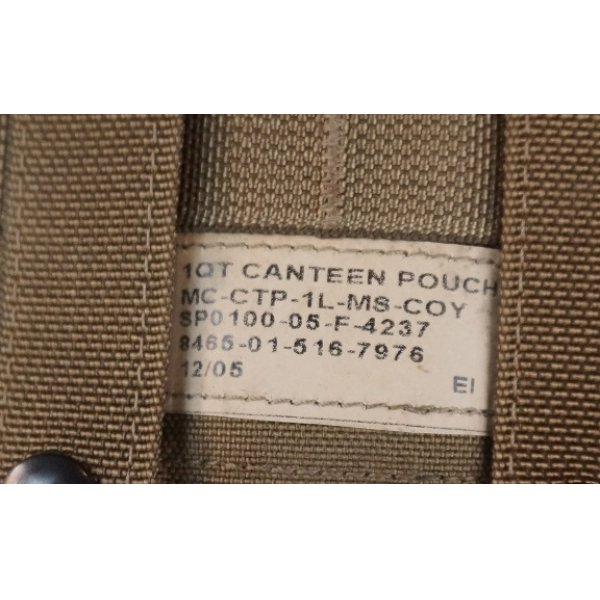 1QT CANTEEN POUCH
MC-CTP-1L-MS-COY
SP0100-05-F-4237
8465-01-516-7976
12/05 EI